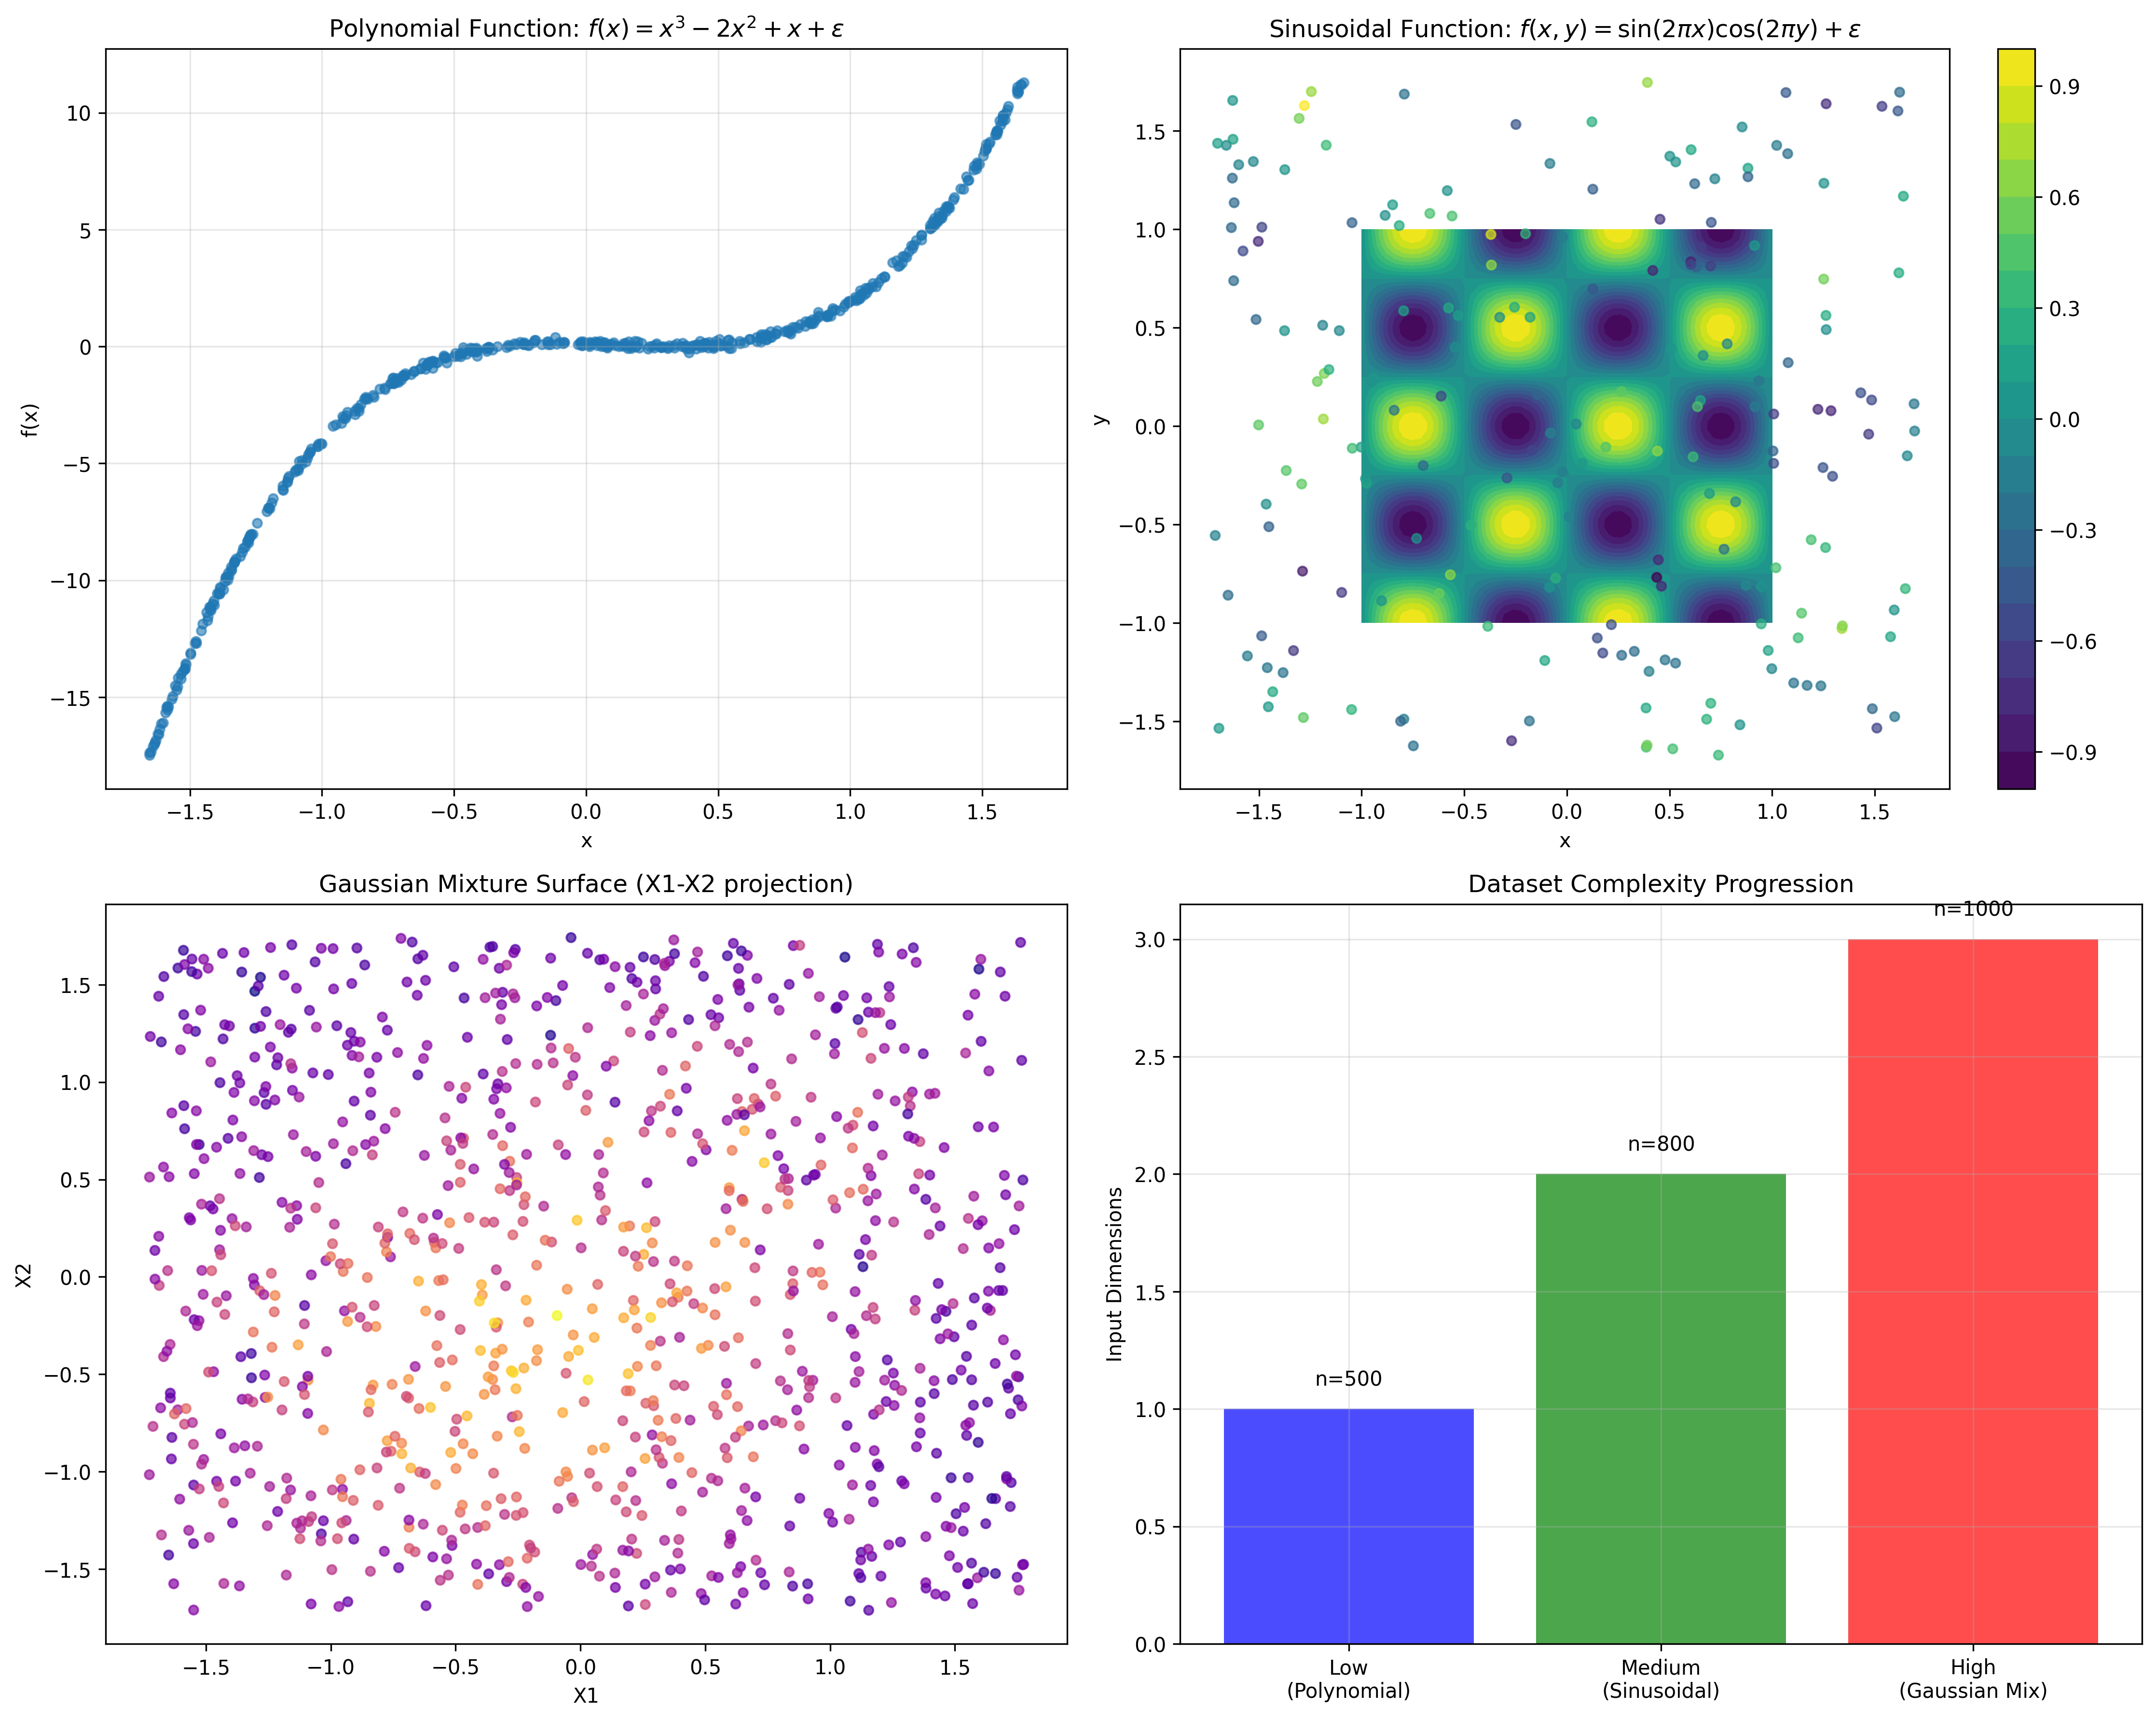 Polynomial Function: f(x) = x³ − 2x² + x + ε
10
5
0
−5
−10
−15
f(x)
−1.5 −1.0 −0.5 0.0 0.5 1.0 1.5
x
Sinusoidal Function: f(x, y) = sin(2πx)cos(2πy) + ε
1.5
1.0
0.5
0.0
−0.5
−1.0
−1.5
y
−1.5 −1.0 −0.5 0.0 0.5 1.0 1.5
x
0.9
0.6
0.3
0.0
−0.3
−0.6
−0.9
Gaussian Mixture Surface (X1-X2 projection)
1.5
1.0
0.5
0.0
−0.5
−1.0
−1.5
X2
−1.5 −1.0 −0.5 0.0 0.5 1.0 1.5
X1
Dataset Complexity Progression
3.0
2.5
2.0
1.5
1.0
0.5
0.0
Input Dimensions
n=500
n=800
n=1000
Low
(Polynomial)
Medium
(Sinusoidal)
High
(Gaussian Mix)